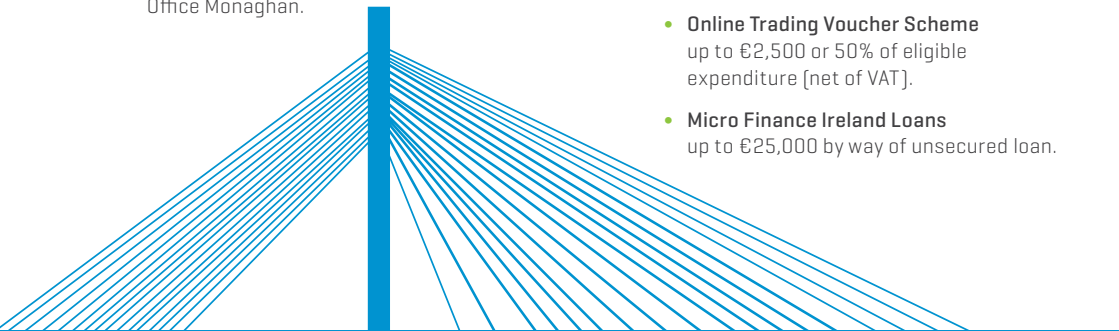 Office Monaghan.
• Online Trading Voucher Scheme
up to €2,500 or 50% of eligible
expenditure (net of VAT).
• Micro Finance Ireland Loans
up to €25,000 by way of unsecured loan.